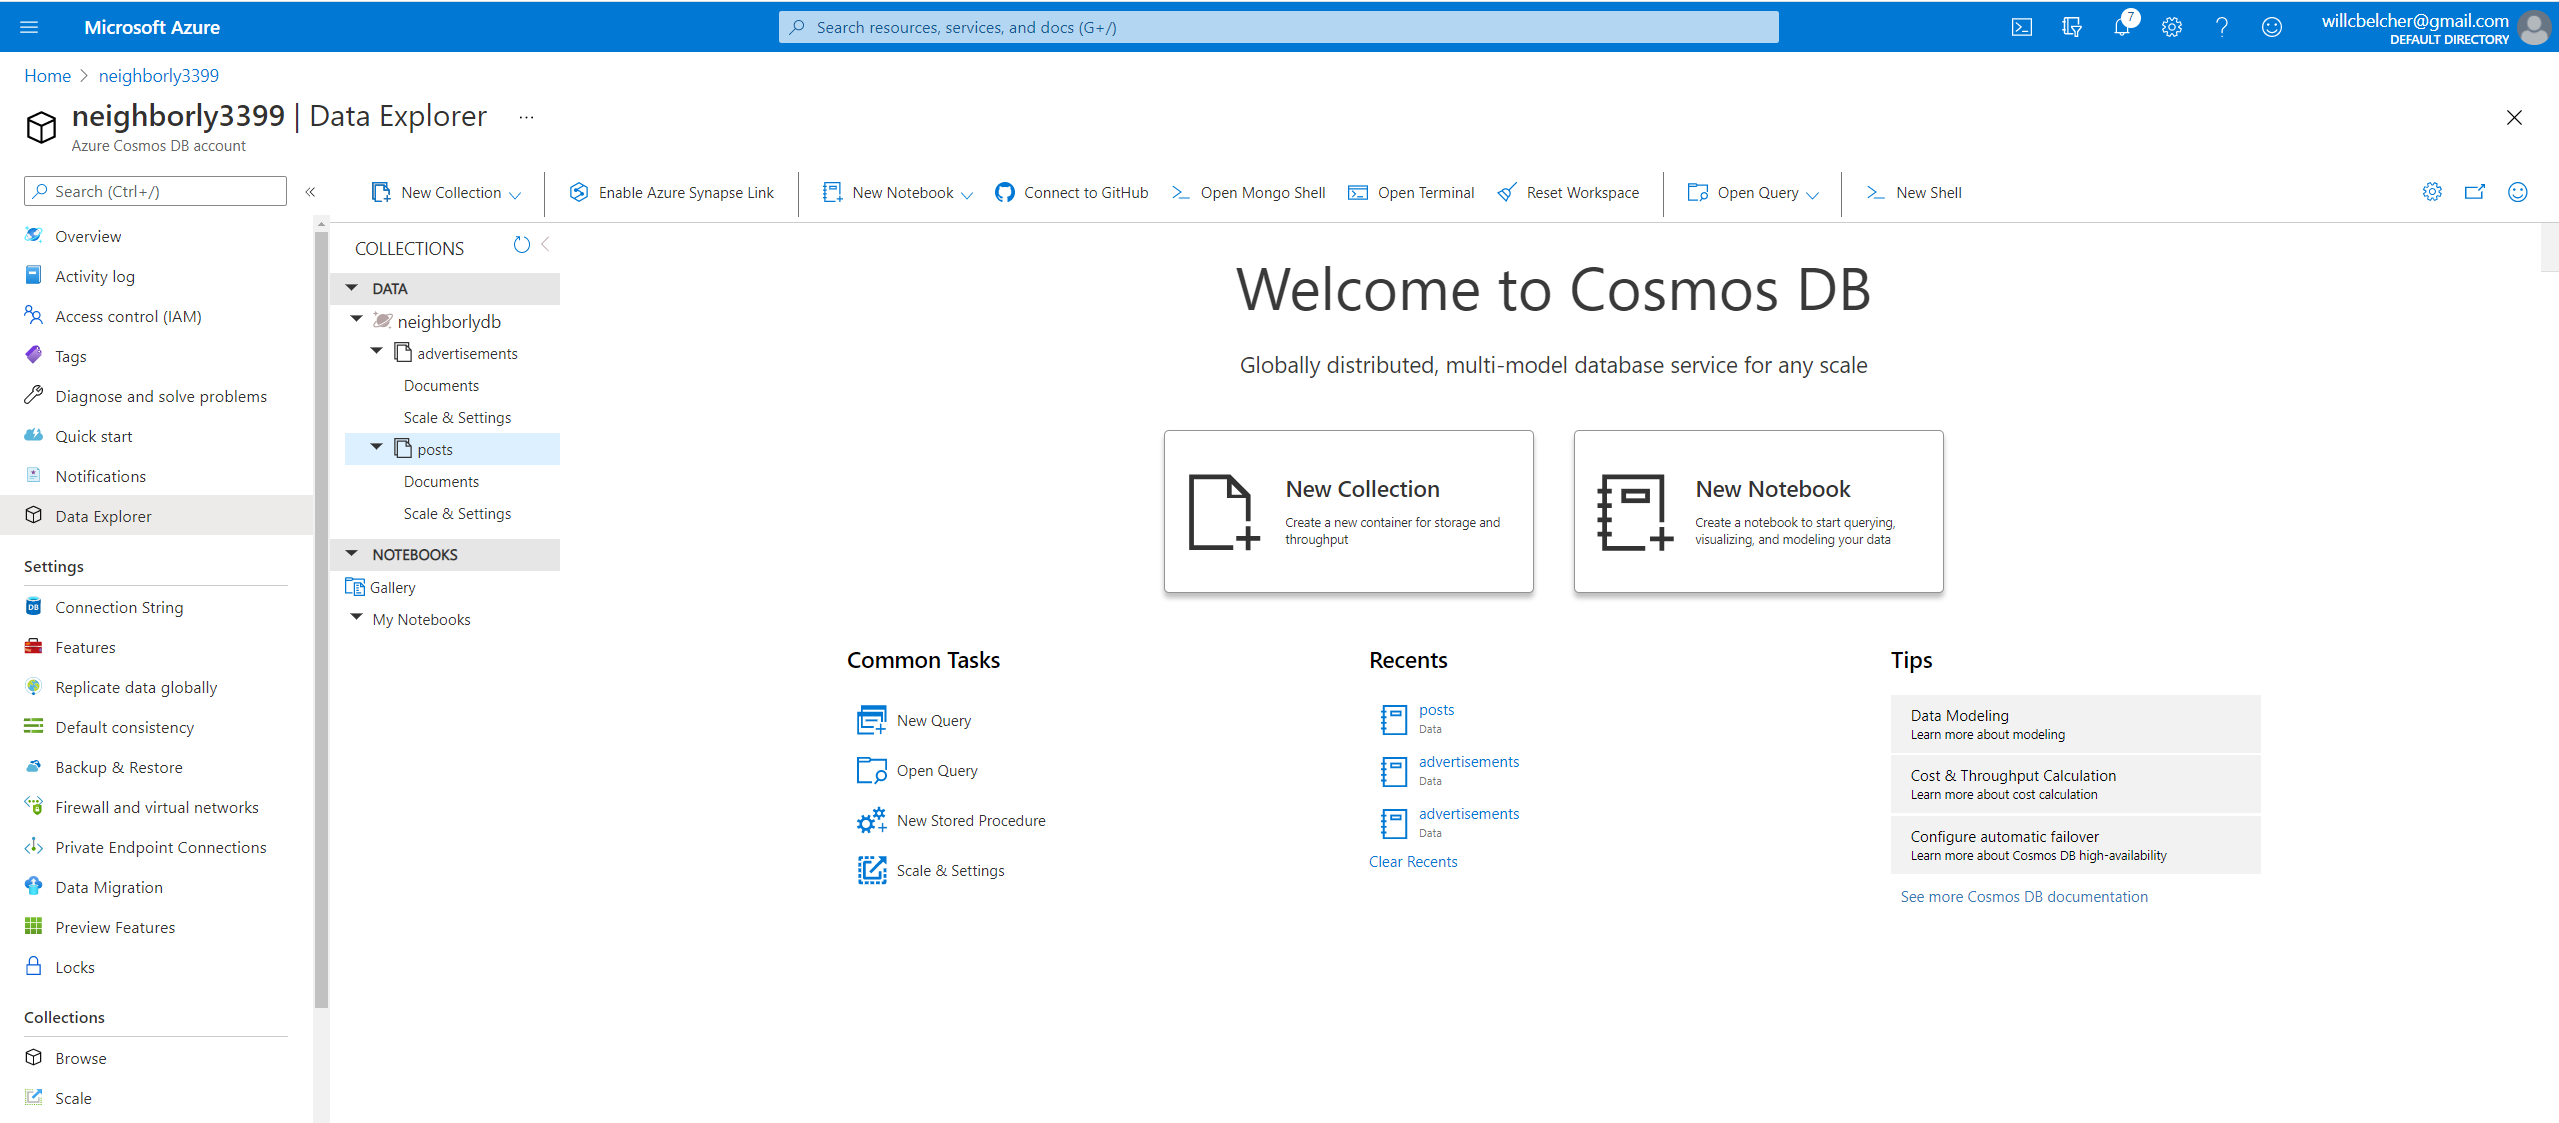 Microsoft Azure
Search resources, services, and docs (G+/)
7
willcbelcher@gmail.com
DEFAULT DIRECTORY
Home > neighborly3399
neighborly3399 | Data Explorer ...
Azure Cosmos DB account
Search (Ctrl+/)
«
Overview
Activity log
Access control (IAM)
Tags
Diagnose and solve problems
Quick start
Notifications
Data Explorer
Settings
Connection String
Features
Replicate data globally
Default consistency
Backup & Restore
Firewall and virtual networks
Private Endpoint Connections
Data Migration
Preview Features
Locks
Collections
Browse
Scale
New Collection
Enable Azure Synapse Link
New Notebook
Connect to GitHub
Open Mongo Shell
Open Terminal
Reset Workspace
Open Query
New Shell
COLLECTIONS
DATA
neighborlydb
advertisements
Documents
Scale & Settings
posts
Documents
Scale & Settings
NOTEBOOKS
Gallery
My Notebooks
Welcome to Cosmos DB
Globally distributed, multi-model database service for any scale
New Collection
Create a new container for storage and
throughput
New Notebook
Create a notebook to start querying,
visualizing, and modeling your data
Common Tasks
New Query
Open Query
New Stored Procedure
Scale & Settings
Recents
posts
Data
advertisements
Data
advertisements
Data
Clear Recents
Tips
Data Modeling
Learn more about modeling
Cost & Throughput Calculation
Learn more about cost calculation
Configure automatic failover
Learn more about Cosmos DB high-availability
See more Cosmos DB documentation